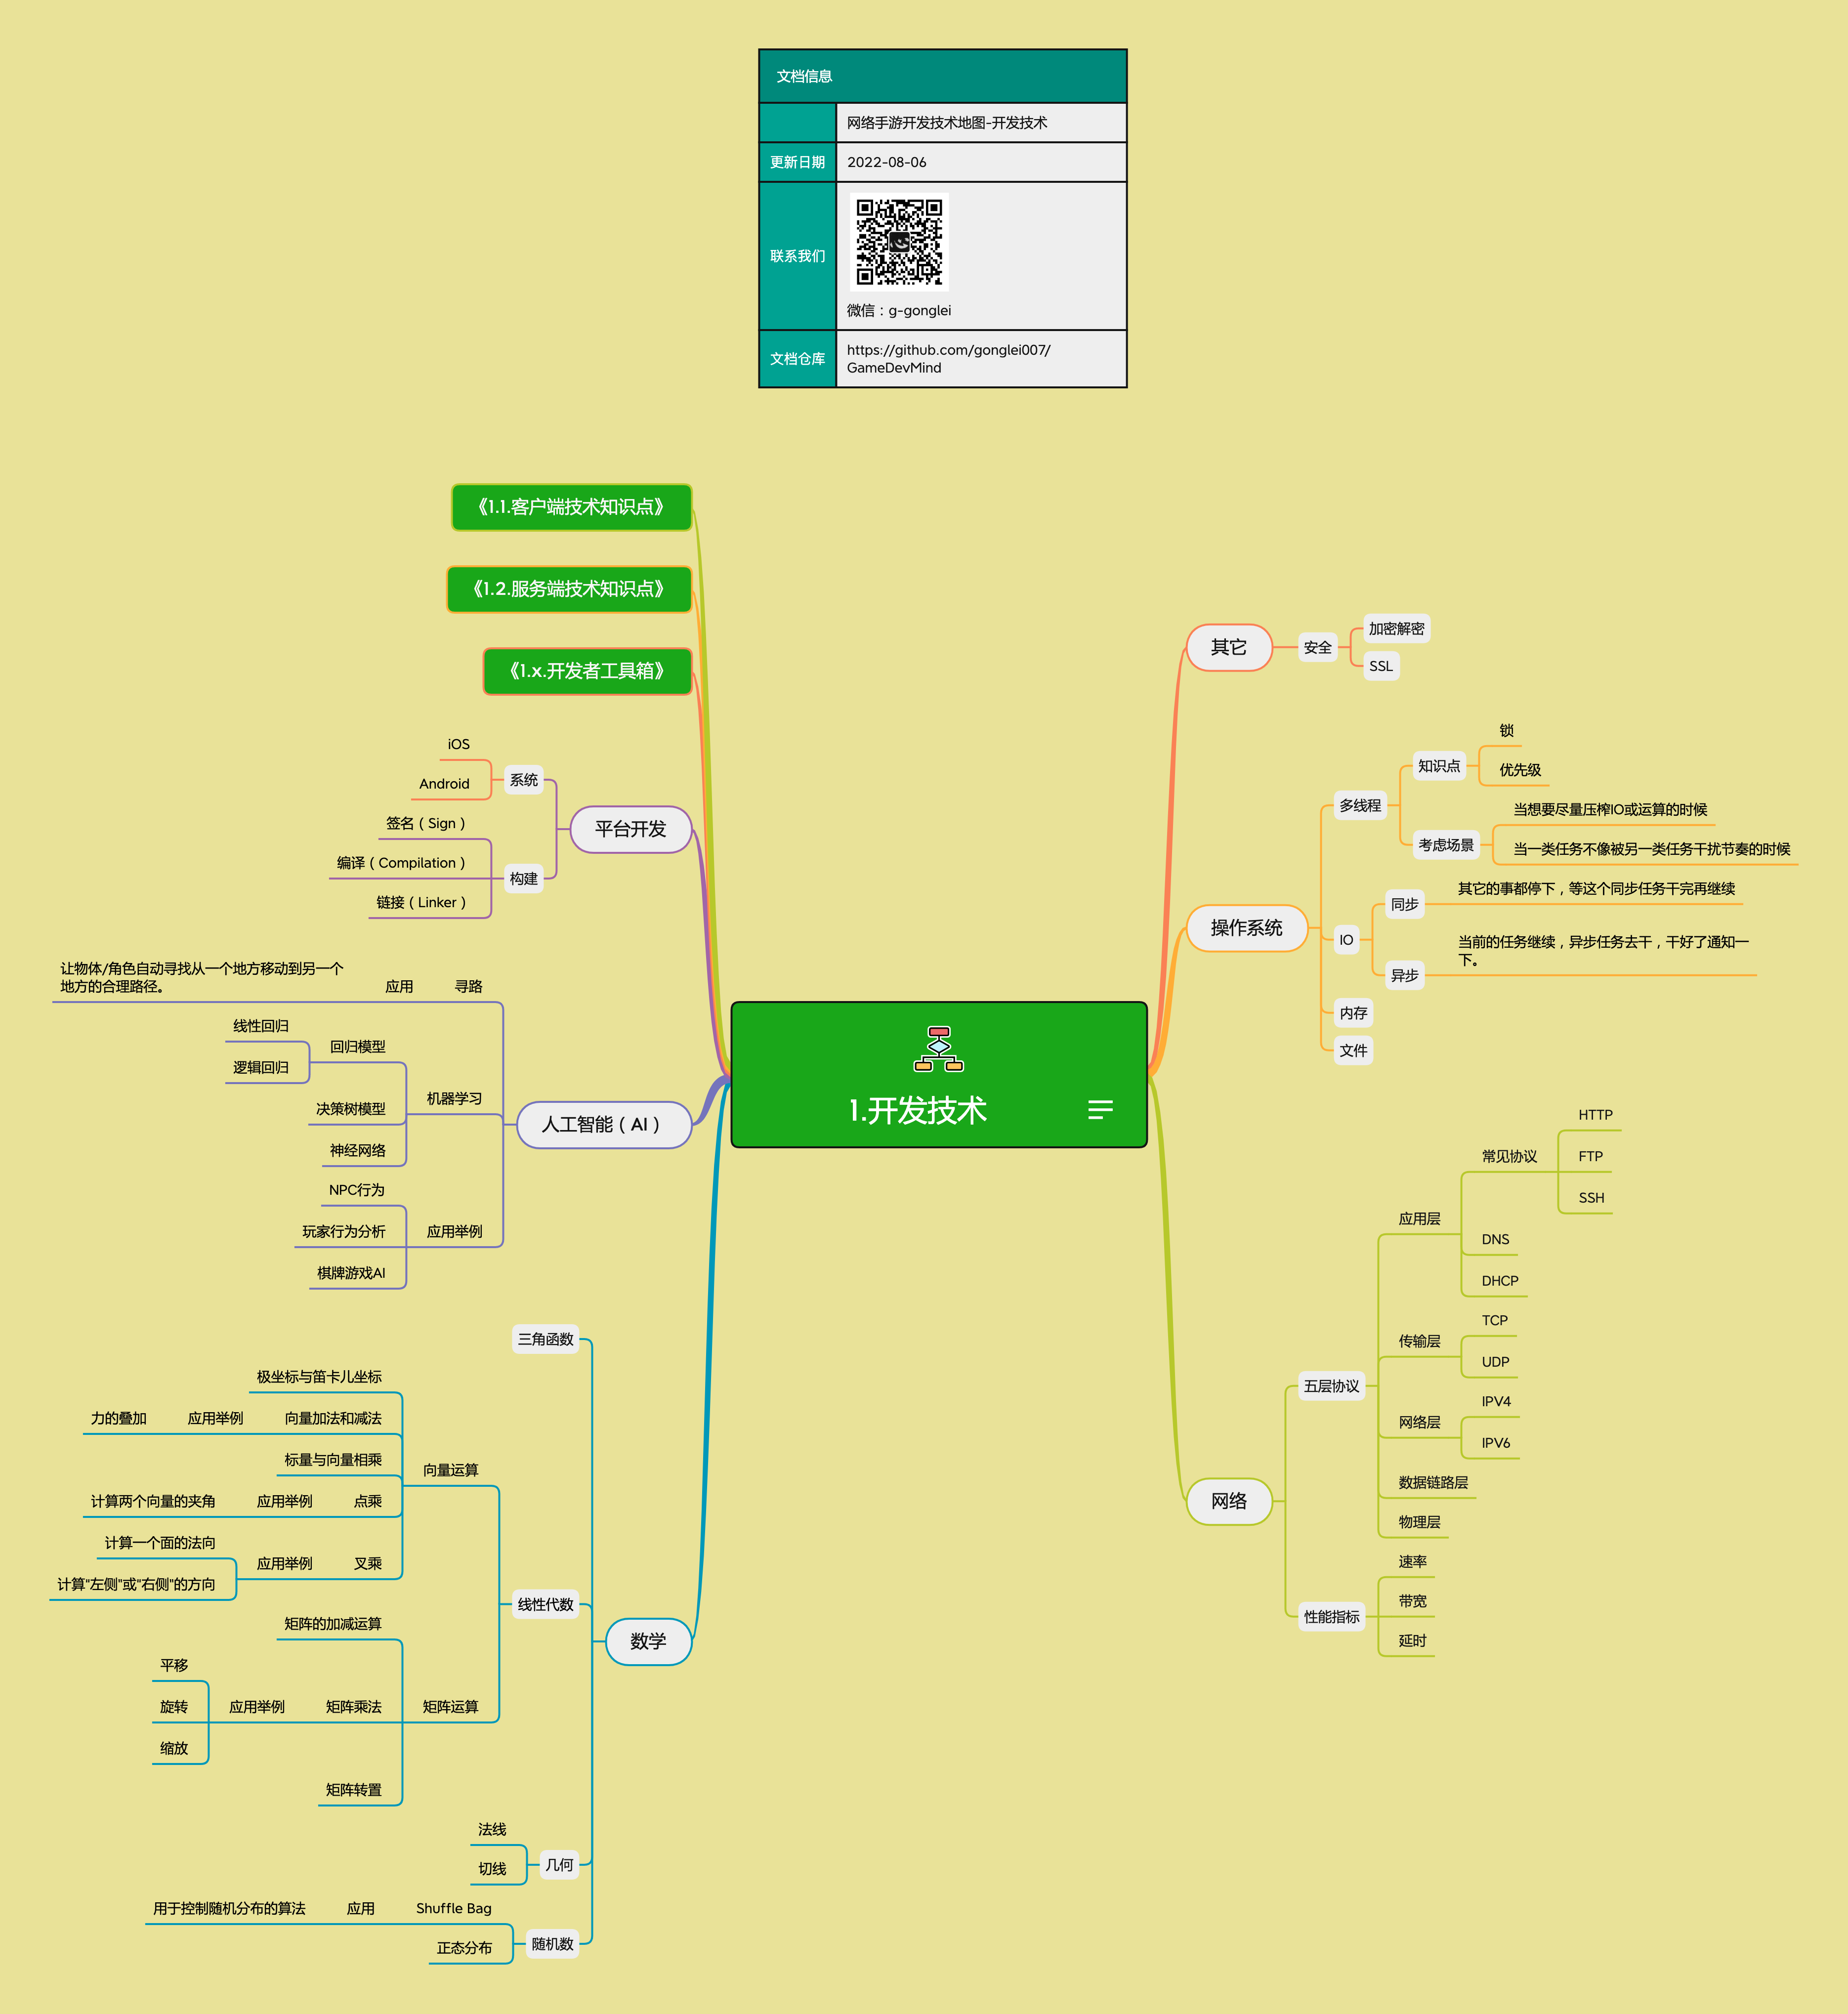 文档信息
网络手游开发技术地图-开发技术
更新日期
2022-08-06
联系我们
微信：g-gonglei
文档仓库
https://github.com/gonglei007/
GameDevMind
1.开发技术
《1.1.客户端技术知识点》
《1.2.服务端技术知识点》
《1.x.开发者工具箱》
平台开发
系统
iOS
Android
构建
签名（Sign）
编译（Compilation）
链接（Linker）
人工智能（AI）
寻路
应用
让物体/角色自动寻找从一个地方移动到另一个
地方的合理路径。
机器学习
回归模型
线性回归
逻辑回归
决策树模型
神经网络
应用举例
NPC行为
玩家行为分析
棋牌游戏AI
数学
三角函数
线性代数
向量运算
极坐标与笛卡儿坐标
向量加法和减法
应用举例
力的叠加
标量与向量相乘
点乘
应用举例
计算两个向量的夹角
叉乘
应用举例
计算一个面的法向
计算“左侧”或“右侧”的方向
矩阵运算
矩阵的加减运算
矩阵乘法
应用举例
平移
旋转
缩放
矩阵转置
几何
法线
切线
随机数
Shuffle Bag
应用
用于控制随机分布的算法
正态分布
其它
安全
加密解密
SSL
操作系统
多线程
知识点
锁
优先级
考虑场景
当想要尽量压榨IO或运算的时候
当一类任务不像被另一类任务干扰节奏的时候
IO
同步
其它的事都停下，等这个同步任务干完再继续
异步
当前的任务继续，异步任务去干，干好了通知一
下。
内存
文件
网络
五层协议
应用层
常见协议
HTTP
FTP
SSH
DNS
DHCP
传输层
TCP
UDP
网络层
IPV4
IPV6
数据链路层
物理层
性能指标
速率
带宽
延时